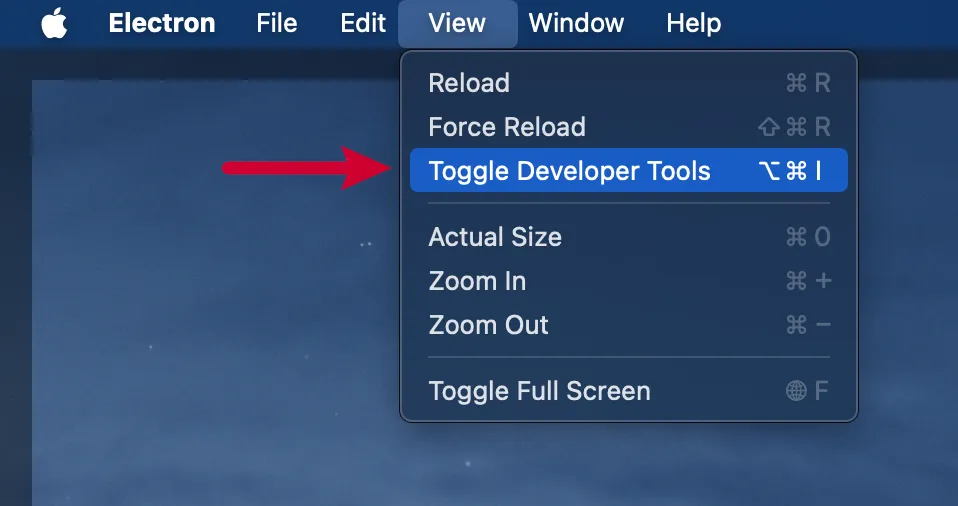 Electron File Edit View Window Help
Reload ⌘ R
Force Reload ⇧ ⌘ R
Toggle Developer Tools ⌥ ⌘ I
Actual Size ⌘ 0
Zoom In ⌘ +
Zoom Out ⌘ −
Toggle Full Screen 🌐 F